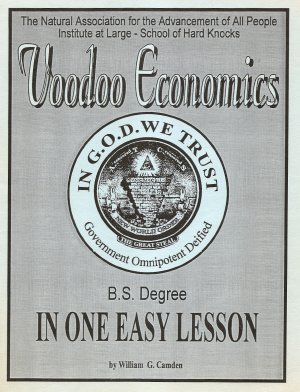 The Natural Association for the Advancement of All People
Institute at Large - School of Hard Knocks
Voodoo Economics
IN G.O.D. WE TRUST
NEW WORLD ORDER
THE GREAT STEAL
Government Omnipotent Deified
B.S. Degree
IN ONE EASY LESSON
by William G. Camden